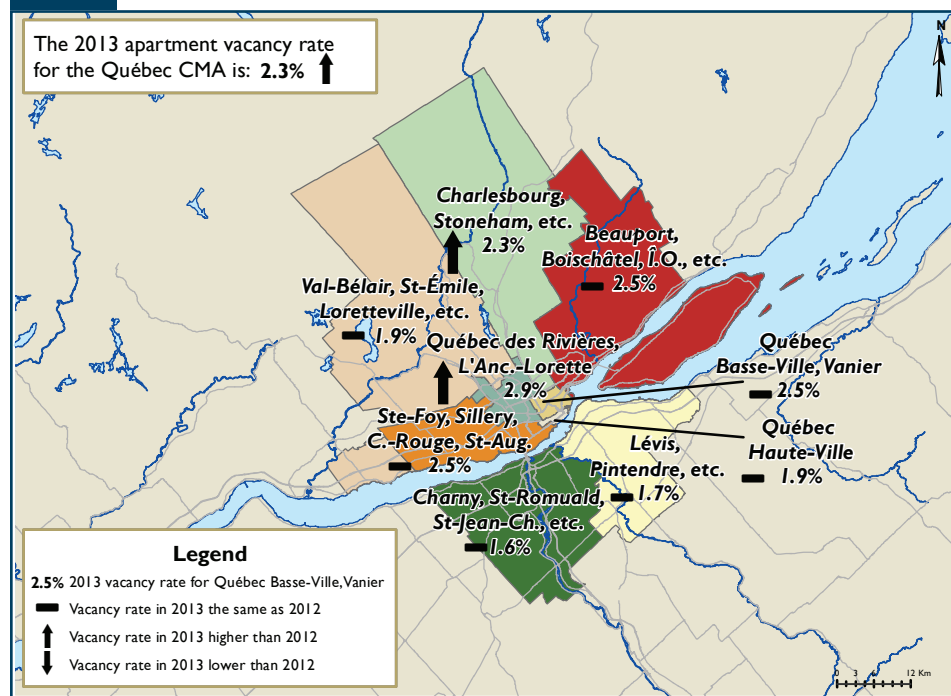 The 2013 apartment vacancy rate
for the Québec CMA is: 2.3%
N
Charlesbourg,
Stoneham, etc.
2.3%
Beauport,
Boischâtel, Î.O., etc.
2.5%
Val-Bélair, St-Émile,
Loretteville, etc.
1.9%
Québec des Rivières,
L'Anc.-Lorette
2.9%
Québec
Basse-Ville, Vanier
2.5%
Ste-Foy, Sillery,
C.-Rouge, St-Aug.
2.5%
Québec
Haute-Ville
1.9%
Lévis,
Pintendre, etc.
1.7%
Charny, St-Romuald,
St-Jean-Ch., etc.
1.6%
Legend
2.5% 2013 vacancy rate for Québec Basse-Ville, Vanier
Vacancy rate in 2013 the same as 2012
Vacancy rate in 2013 higher than 2012
Vacancy rate in 2013 lower than 2012
0 3 6 12 Km